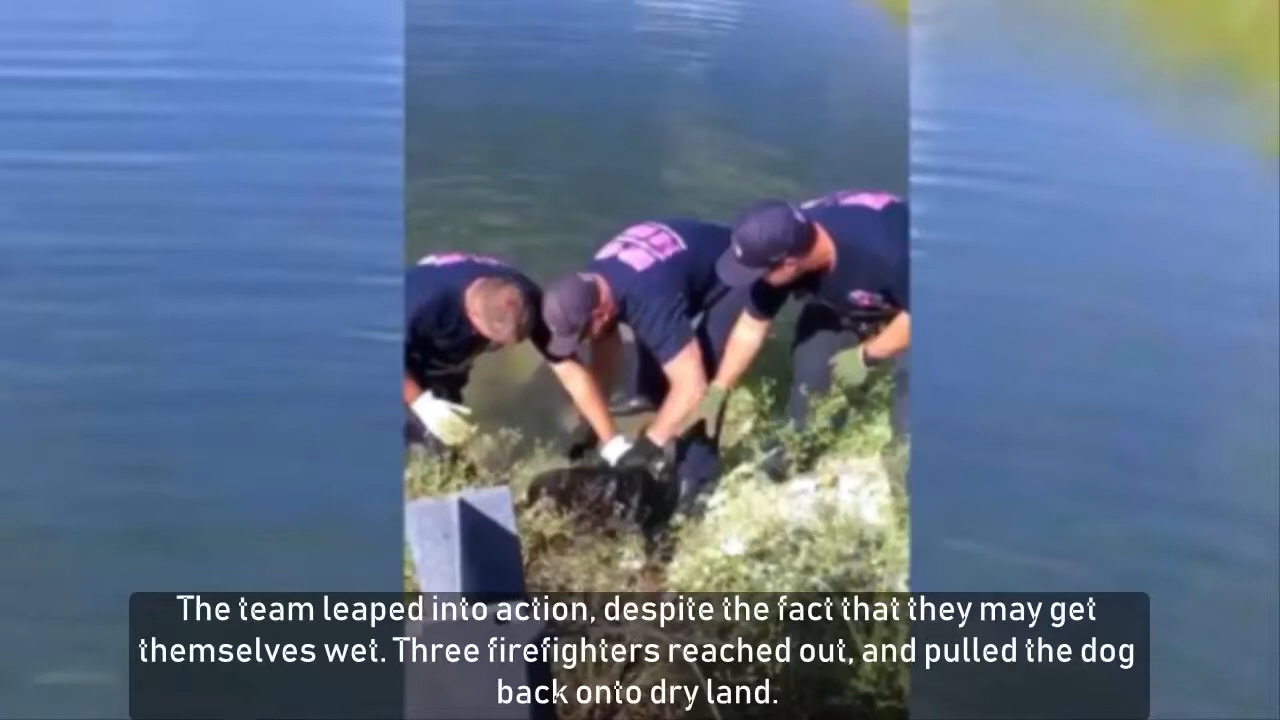 The team leaped into action, despite the fact that they may get
themselves wet. Three firefighters reached out, and pulled the dog
back onto dry land.